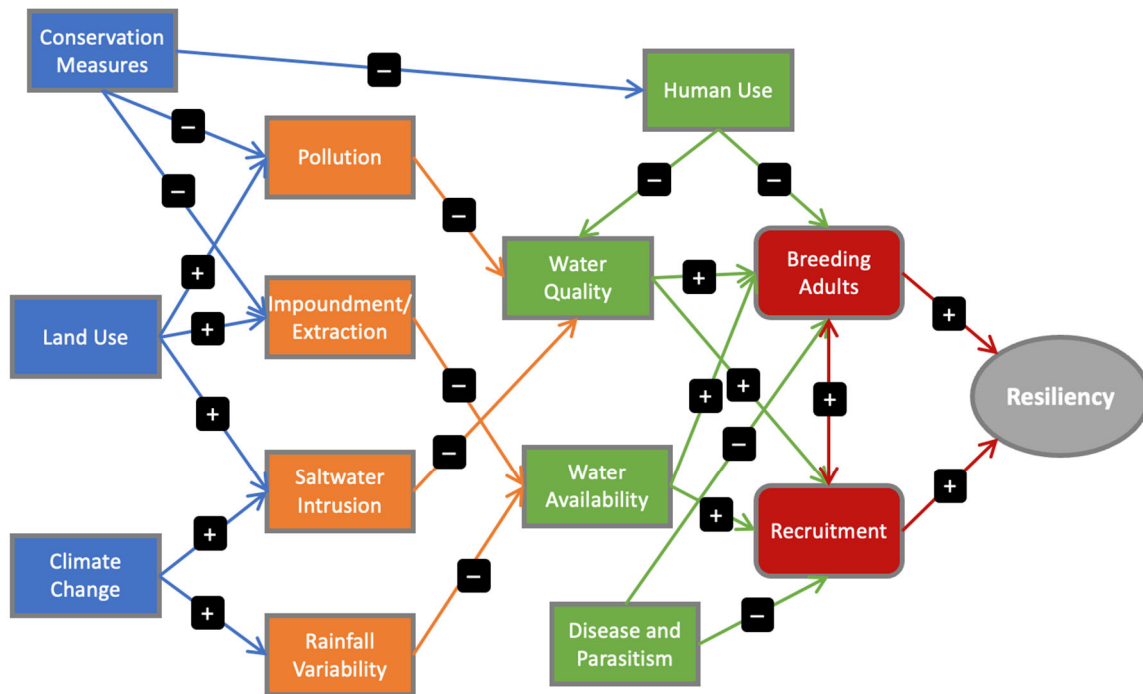 Conservation
Measures
−
Human Use
−
−
Pollution
−
−
−
Water
Quality
+
Breeding
Adults
+
Land Use
+
Impoundment/
Extraction
+
−
+
+
+
Resiliency
+
Saltwater
Intrusion
−
−
Water
Availability
+
Recruitment
+
Climate
Change
+
−
+
Rainfall
Variability
Disease and
Parasitism
−